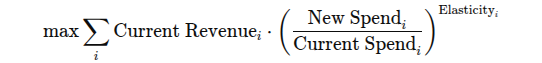 max ∑_i Current Revenue_i · (New Spend_i / Current Spend_i)^Elasticity_i